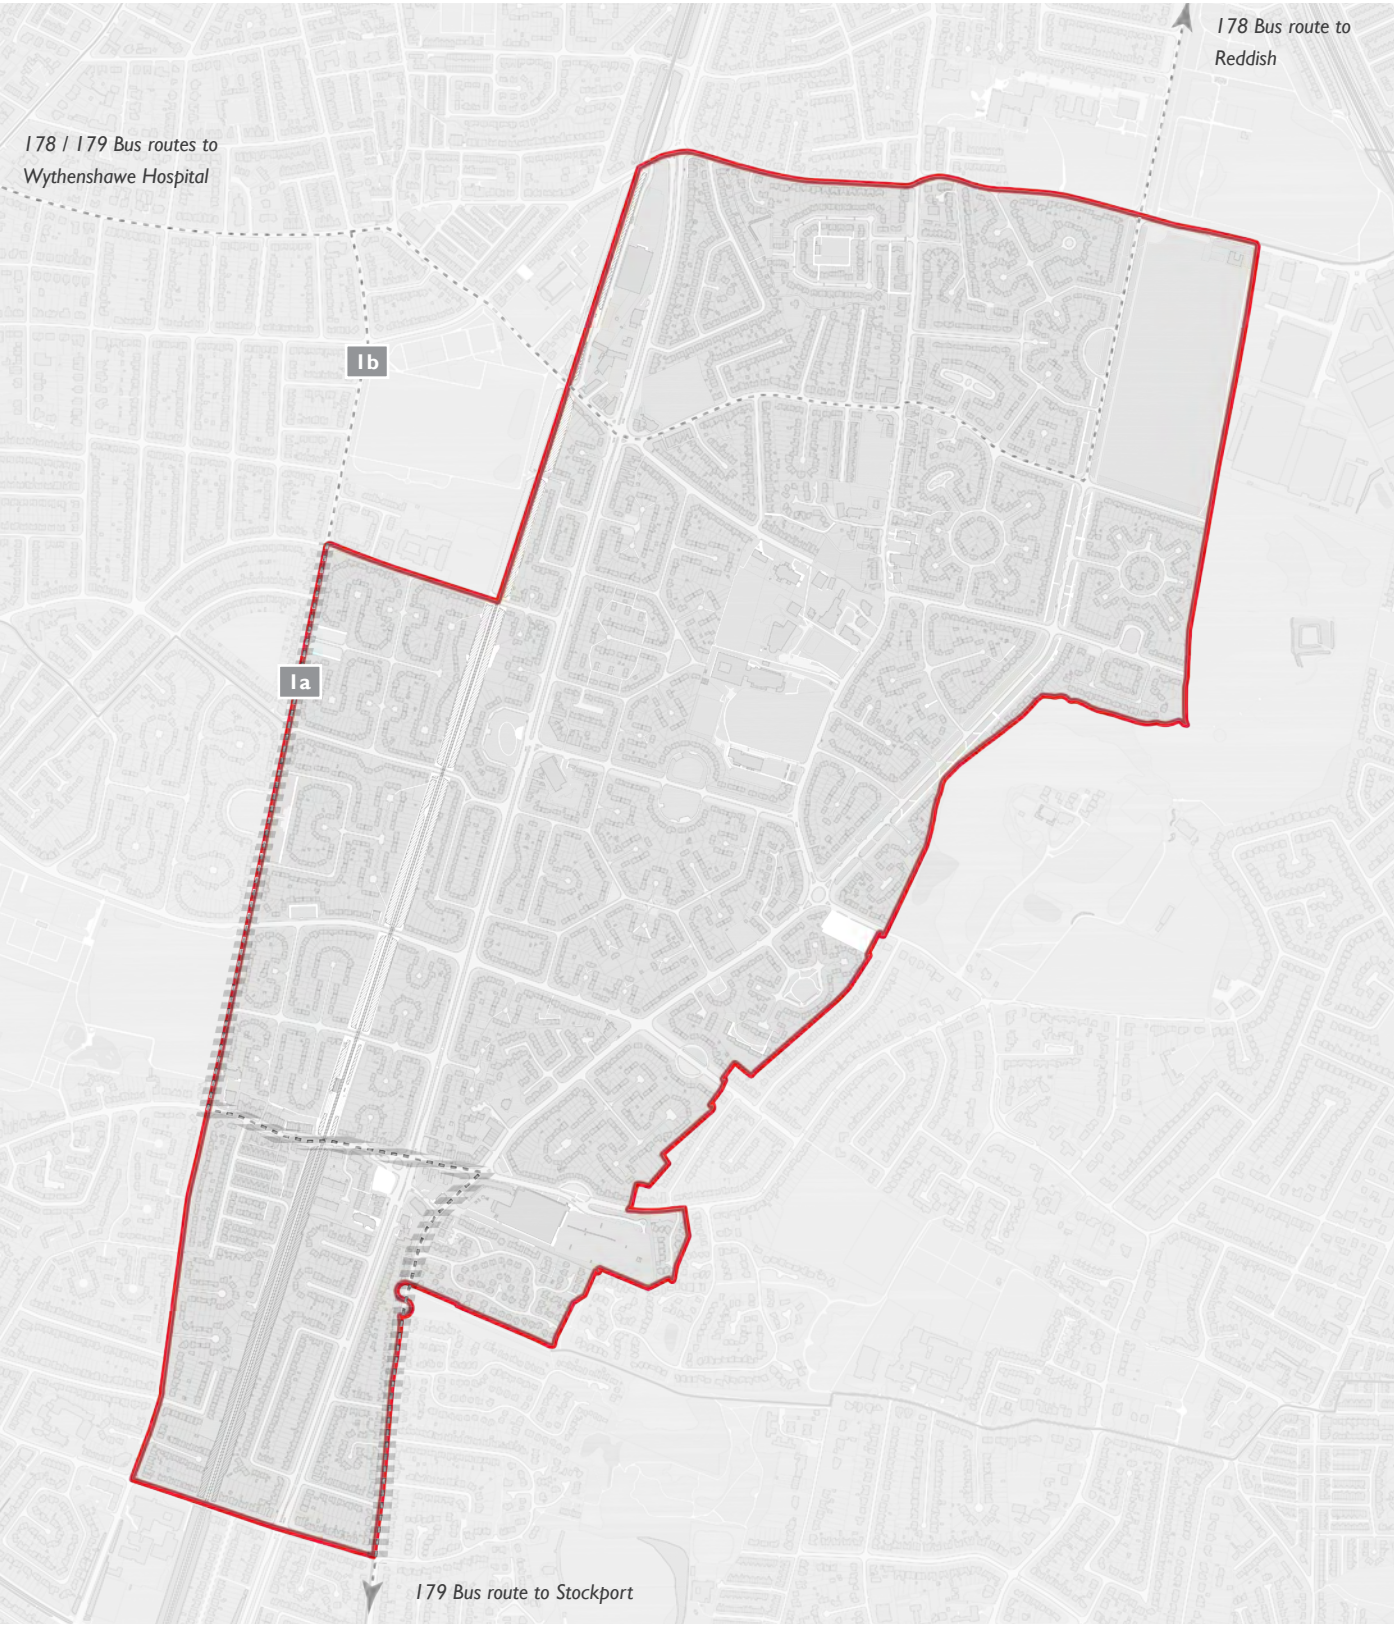 178 Bus route to
Reddish
178 / 179 Bus routes to
Wythenshawe Hospital
1b
1a
179 Bus route to Stockport